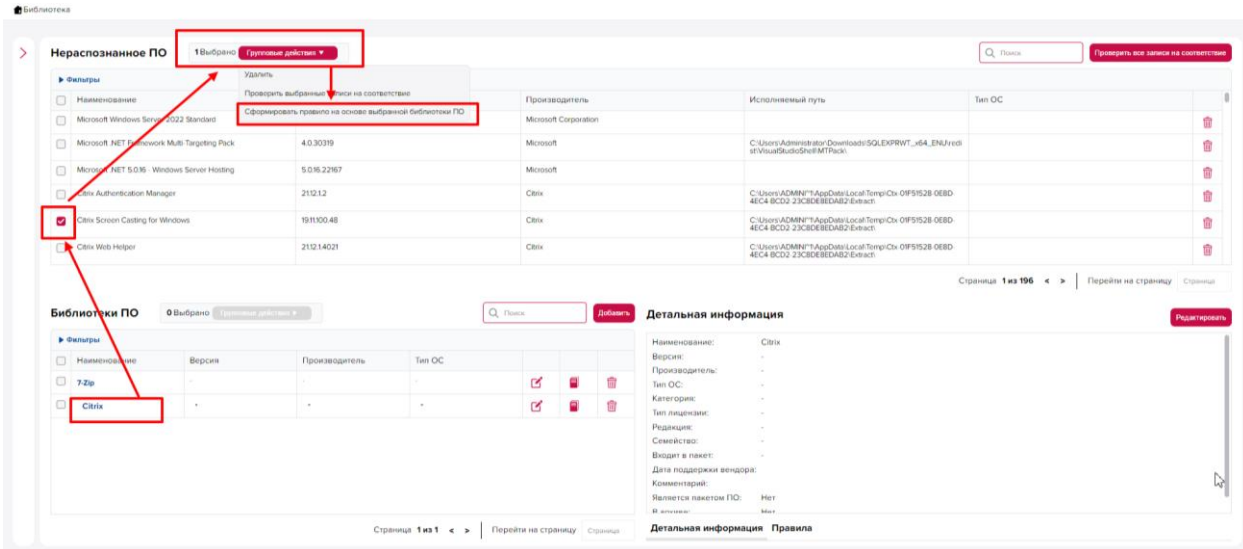 Библиотека
Нераспознанное ПО 1 Выбрано Групповые действия ▼ Поиск Проверить все записи на соответствие
Удалить
Проверить выбранные записи на соответствие
Сформировать правило на основе выбранной библиотеки ПО
Фильтры
Наименование Производитель Исполняемый путь Тип ОС
Microsoft Windows Server 2022 Standard Microsoft Corporation
Microsoft .NET Framework Multi-Targeting Pack 4.0.30319 Microsoft
Microsoft .NET 5.0.16 - Windows Server Hosting 5.0.16.22167 Microsoft
Citrix Authentication Manager 21.12.1.2 Citrix
Citrix Screen Casting for Windows 19.11.100.48 Citrix
Citrix Web Helper 21.12.1.4021 Citrix
Страница 1 из 196 < > Перейти на страницу Страница
Библиотеки ПО 0 Выбрано Групповые действия ▼ Поиск Добавить
Фильтры
Наименование Версия Производитель Тип ОС
7-Zip - - -
Citrix - - -
Страница 1 из 1 < > Перейти на страницу Страница
Детальная информация Редактировать
Наименование: Citrix
Версия: -
Производитель: -
Тип ОС: -
Категория: -
Тип лицензии: -
Редакция: -
Семейство: -
Входит в пакет: -
Дата поддержки вендора:
Комментарий:
Является пакетом ПО: Нет
В архиве: Нет
Детальная информация Правила